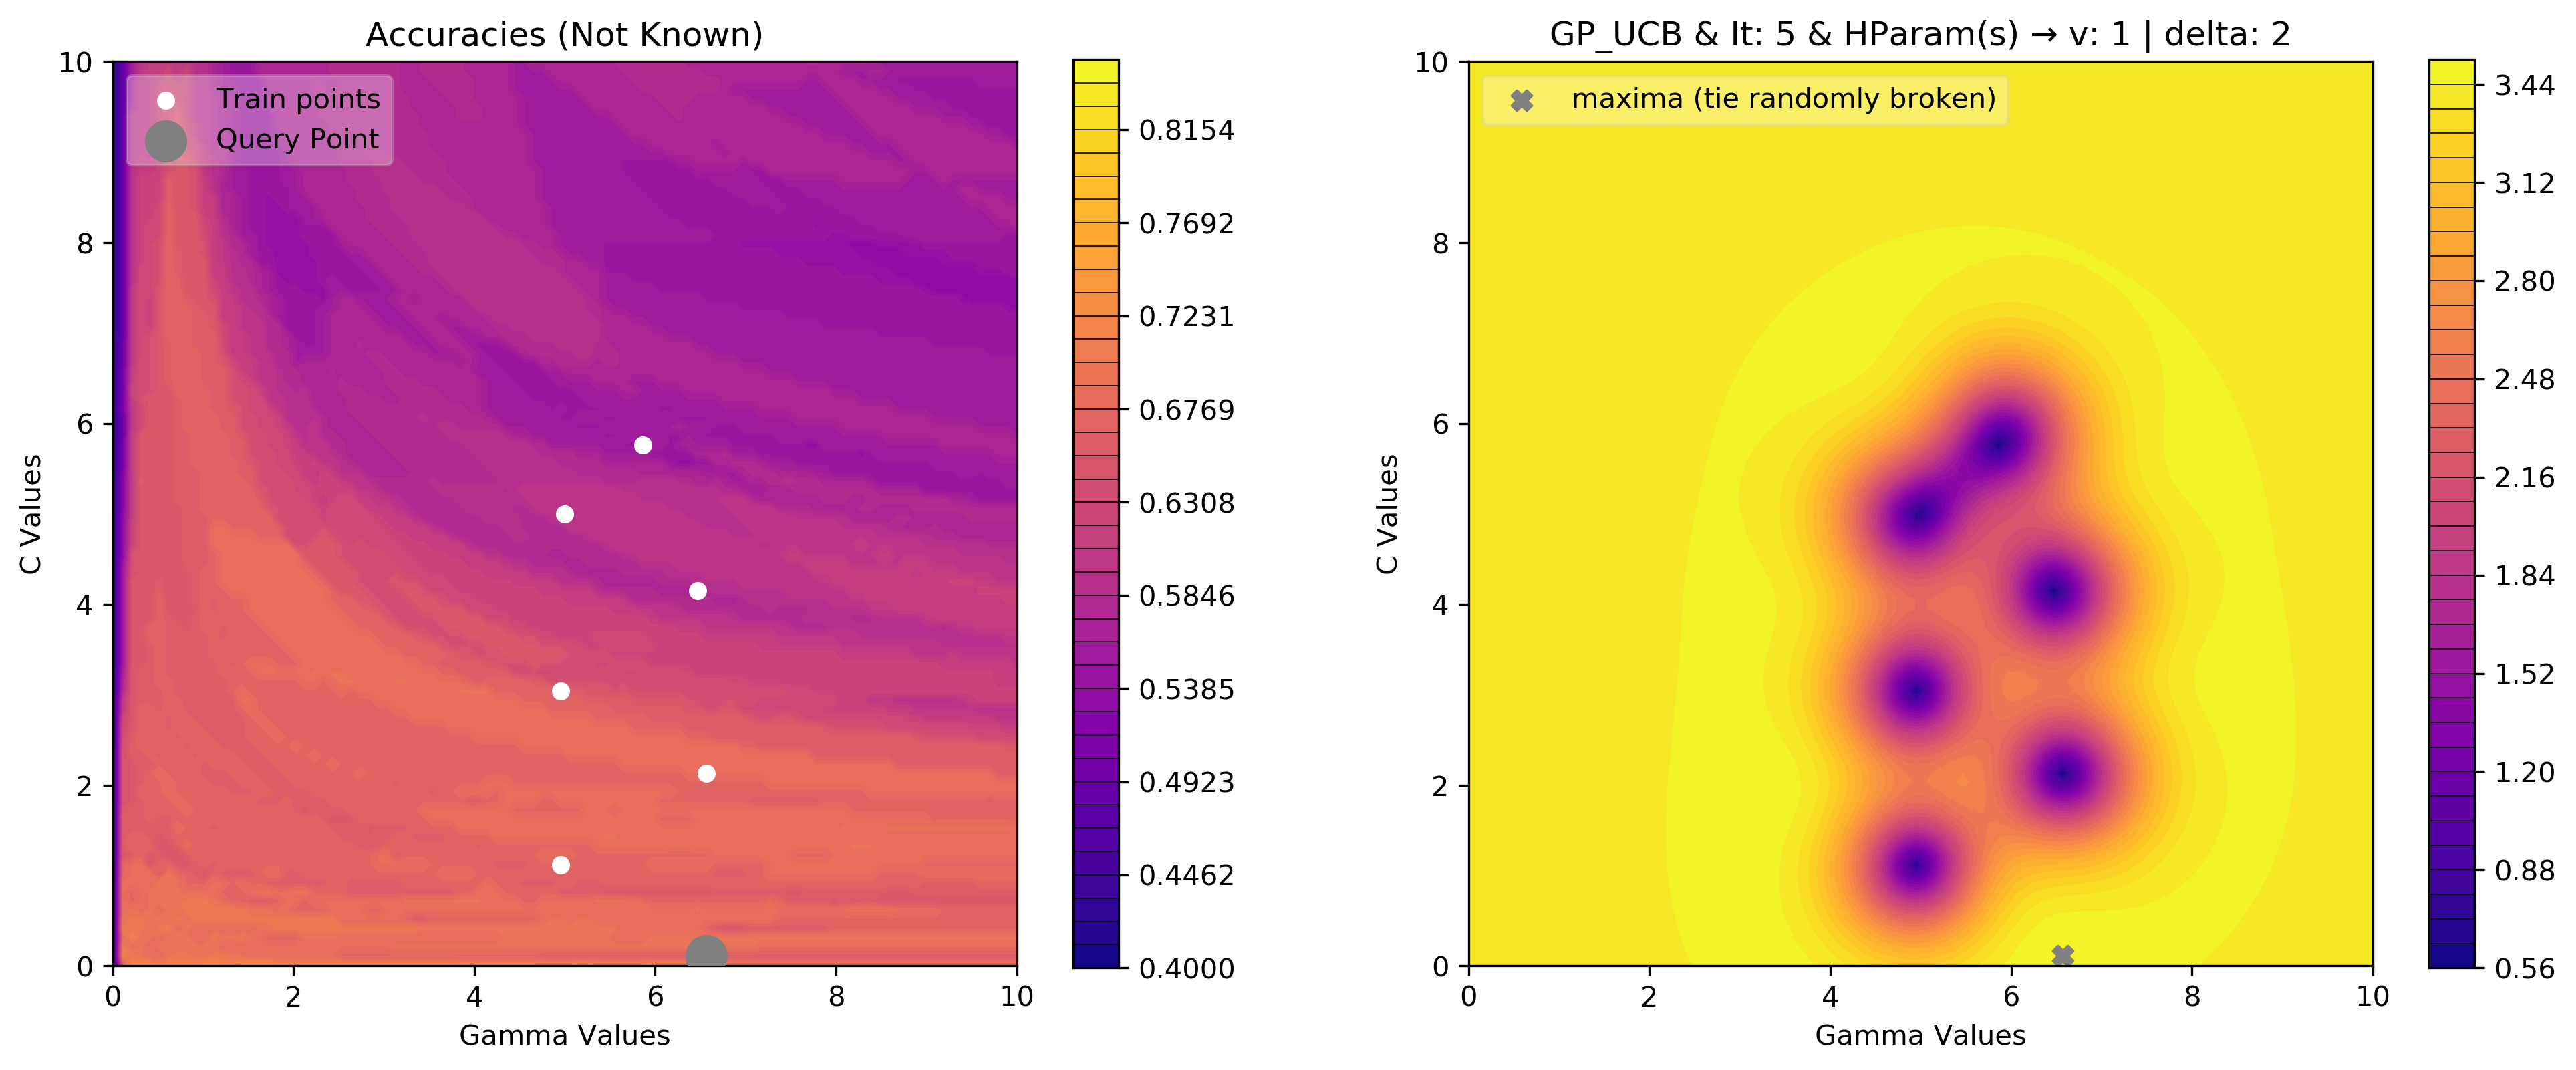 Accuracies (Not Known)
Train points
Query Point
C Values
10
8
6
4
2
0
0 2 4 6 8 10
Gamma Values
0.8154
0.7692
0.7231
0.6769
0.6308
0.5846
0.5385
0.4923
0.4462
0.4000
GP_UCB & It: 5 & HParam(s) → v: 1 | delta: 2
maxima (tie randomly broken)
C Values
10
8
6
4
2
0
0 2 4 6 8 10
Gamma Values
3.44
3.12
2.80
2.48
2.16
1.84
1.52
1.20
0.88
0.56